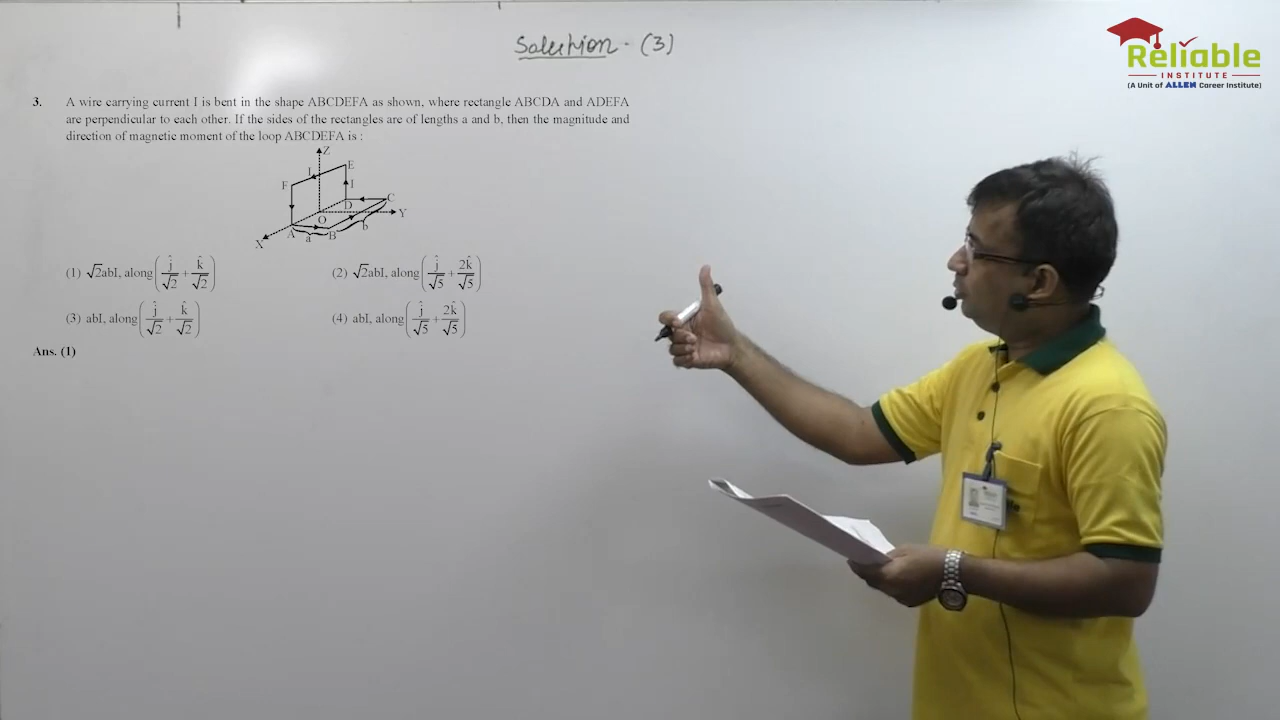 Solution - (3)
Reliable
INSTITUTE
(A Unit of ALLEN Career Institute)
3. A wire carrying current I is bent in the shape ABCDEFA as shown, where rectangle ABCDA and ADEFA
are perpendicular to each other. If the sides of the rectangles are of lengths a and b, then the magnitude and
direction of magnetic moment of the loop ABCDEFA is :
Z
E
I
F
I
C
D
O
Y
A
B
b
a
X
(1) √2abI, along (ĵ/√2 + k̂/√2)
(2) √2abI, along (ĵ/√5 + 2k̂/√5)
(3) abI, along (ĵ/√2 + k̂/√2)
(4) abI, along (ĵ/√5 + 2k̂/√5)
Ans. (1)